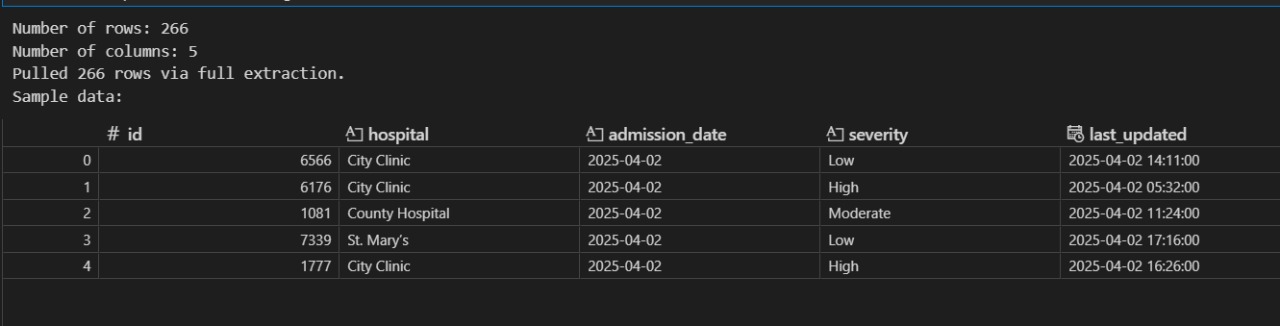 Number of rows: 266
Number of columns: 5
Pulled 266 rows via full extraction.
Sample data:
# id hospital admission_date severity last_updated
0 6566 City Clinic 2025-04-02 Low 2025-04-02 14:11:00
1 6176 City Clinic 2025-04-02 High 2025-04-02 05:32:00
2 1081 County Hospital 2025-04-02 Moderate 2025-04-02 11:24:00
3 7339 St. Mary's 2025-04-02 Low 2025-04-02 17:16:00
4 1777 City Clinic 2025-04-02 High 2025-04-02 16:26:00